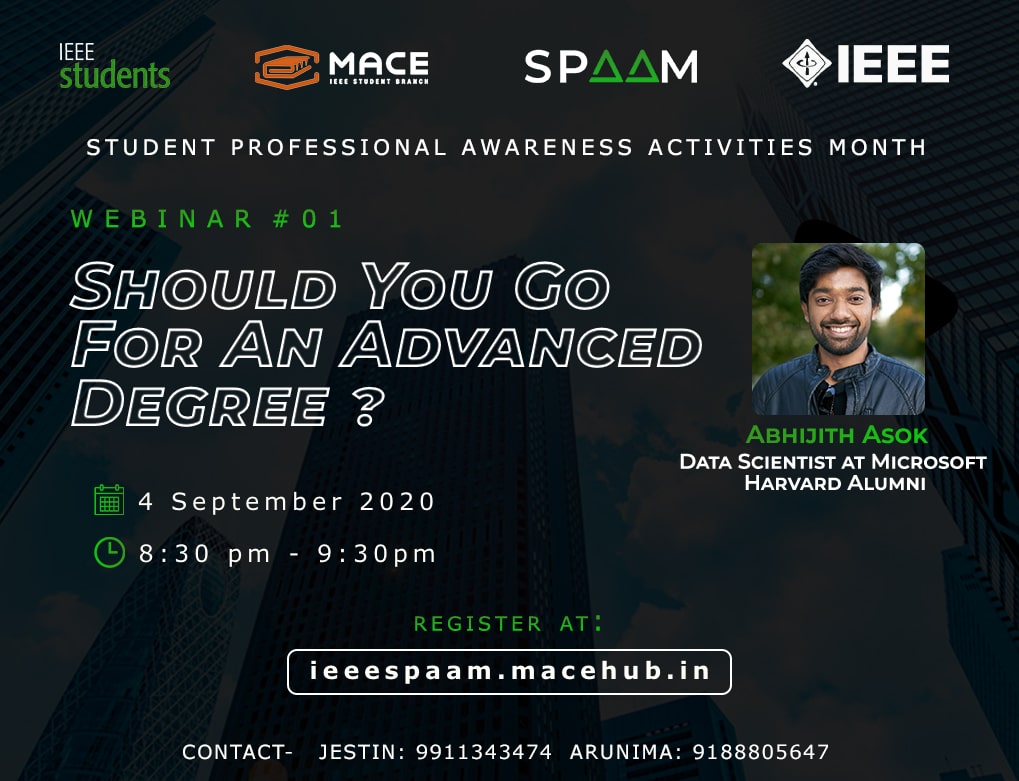 IEEE
students
MACE
IEEE STUDENT BRANCH
SPAAM
IEEE
STUDENT PROFESSIONAL AWARENESS ACTIVITIES MONTH
WEBINAR #01
SHOULD YOU GO
FOR AN ADVANCED
DEGREE ?
ABHIJITH ASOK
DATA SCIENTIST AT MICROSOFT
HARVARD ALUMNI
4 September 2020
8:30 pm - 9:30pm
REGISTER AT:
ieeespaam.macehub.in
CONTACT- JESTIN: 9911343474 ARUNIMA: 9188805647